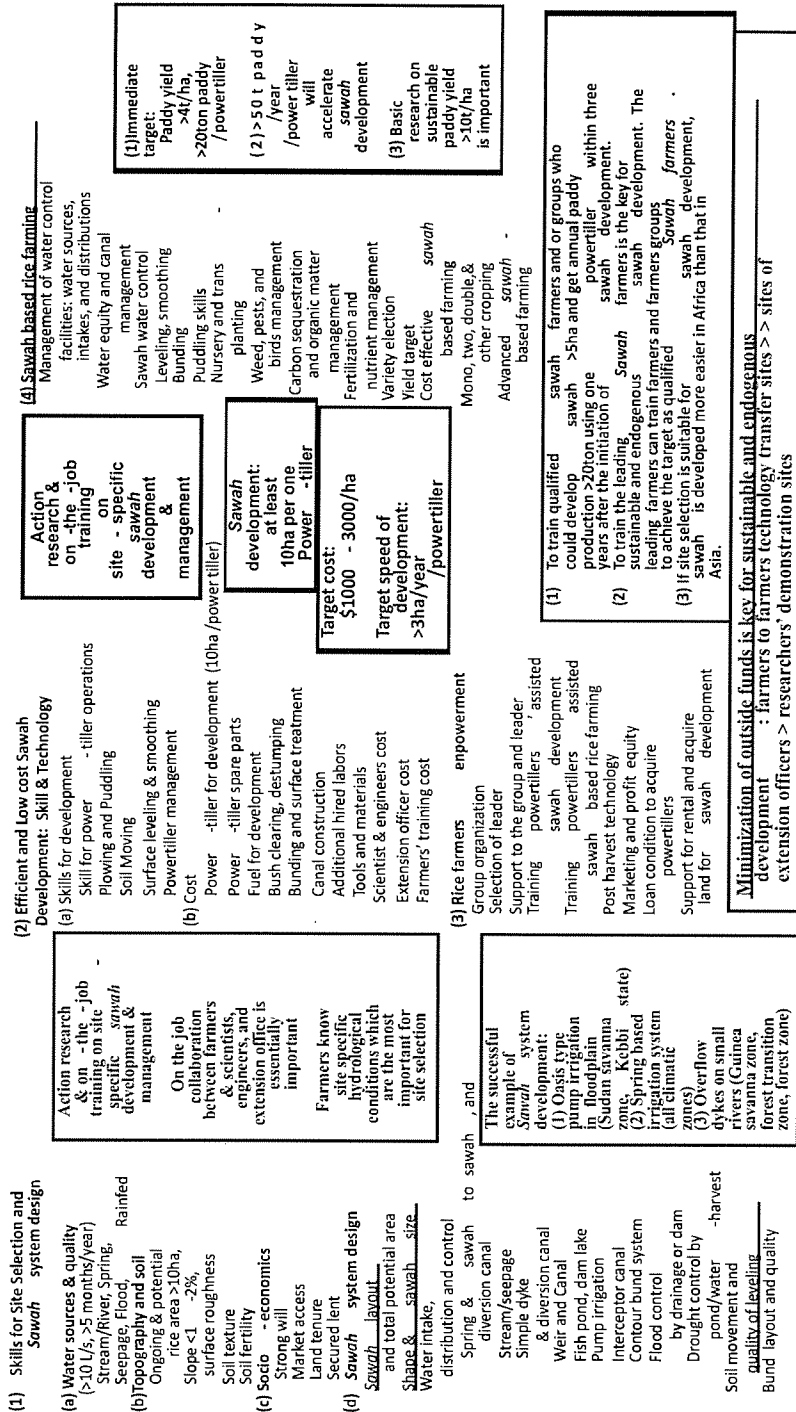 (1) Skills for Site Selection and
Sawah system design
(a) Water sources & quality
(>10 L/s, >5 months/year)
Stream/River, Spring,
Seepage, Flood, Rainfed
(b)Topography and soil
Ongoing & potential
rice area >10ha,
Slope <1 -2%,
surface roughness
Soil texture
Soil fertility
(c) Socio - economics
Strong will
Market access
Land tenure
Secured lent
(d) Sawah system design
Sawah layout
and total potential area
Shape & sawah size
Water intake,
distribution and control
Spring & sawah to sawah , and
diversion canal
Stream/seepage
Simple dyke
& diversion canal
Weir and Canal
Fish pond, dam lake
Pump irrigation
Interceptor canal
Contour bund system
Flood control
by drainage or dam
Drought control by
pond/water -harvest
Soil movement and
quality of leveling
Bund layout and quality
Action research
& on - the -job
training on site -
specific sawah
development &
management
On the job
collaboration
between farmers
& scientists,
engineers, and
extension office is
essentially
important
Farmers know
site specific
hydrological
conditions which
are the most
important for
site selection
The successful
example of
Sawah system
development:
(1) Oasis type
pump irrigation
in floodplain
(Sudan savanna
zone, Kebbi state)
(2) Spring based
irrigation system
(all climatic
zones)
(3) Overflow
dykes on small
rivers (Guinea
savanna zone,
forest transition
zone, forest zone)
(2) Efficient and Low cost Sawah
Development: Skill & Technology
(a) Skills for development
Skill for power - tiller operations
Plowing and Puddling
Soil Moving
Surface leveling & smoothing
Powertiller management
(b) Cost
Power -tiller for development (10ha /power tiller)
Power -tiller spare parts
Fuel for development
Bush clearing, destumping
Bunding and surface treatment
Canal construction
Additional hired labors
Tools and materials
Scientist & engineers cost
Extension officer cost
Farmers' training cost
(3) Rice farmers enpowerment
Group organization
Selection of leader
Support to the group and leader
Training powertillers ' assisted
sawah development
Training powertillers assisted
sawah based rice farming
Post harvest technology
Marketing and profit equity
Loan condition to acquire
powertillers
Support for rental and acquire
land for sawah development
Action
research &
on -the -job
training
on
site - specific
sawah
development
&
management
Sawah
development:
at least
10ha per one
Power -tiller
Target cost:
$1000 - 3000/ha
Target speed of
development:
>3ha/year
/powertiller
(4) Sawah based rice farming
Management of water control
facilities: water sources,
intakes, and distributions
Water equity and canal
management
Sawah water control
Leveling, smoothing
Bunding
Puddling skills
Nursery and trans -
planting
Weed, pests, and
birds management
Carbon sequestration
and organic matter
management
Fertilization and
nutrient management
Variety election
Yield target
Cost effective sawah
based farming
Mono, two, double,&
other cropping
Advanced sawah -
based farming
(1)Immediate
target:
Paddy yield
>4t/ha,
>20ton paddy
/powertiller
(2) >50 t paddy
/year
/power tiller
will
accelerate
sawah
development
(3) Basic
research on
sustainable
paddy yield
>10t/ha
is important
(1) To train qualified sawah farmers and or groups who
could develop sawah >5ha and get annual paddy
production >20ton using one powertiller within three
years after the initiation of sawah development.
(2) To train the leading Sawah farmers is the key for
sustainable and endogenous sawah development. The
leading farmers can train farmers and farmers groups
to achieve the target as qualified Sawah farmers .
(3) If site selection is suitable for sawah development,
sawah is developed more easier in Africa than that in
Asia.
Minimization of outside funds is key for sustainable and endogenous
development : farmers to farmers technology transfer sites > > sites of
extension officers > researchers' demonstration sites